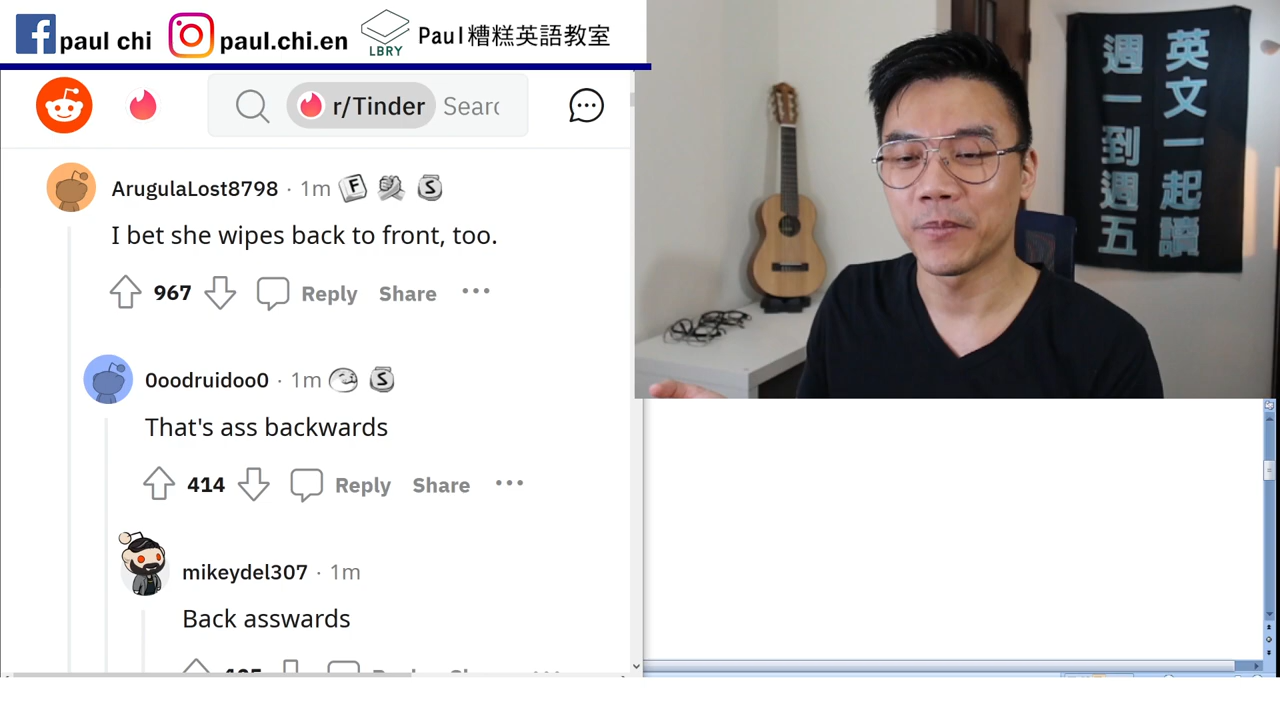 paul chi
paul.chi.en
LBRY
Paul糟糕英語教室
r/Tinder
Searc
ArugulaLost8798 · 1m
I bet she wipes back to front, too.
967
Reply
Share
0oodruidoo0 · 1m
That's ass backwards
414
Reply
Share
mikeydel307 · 1m
Back asswards
英文一起讀
週一到週五